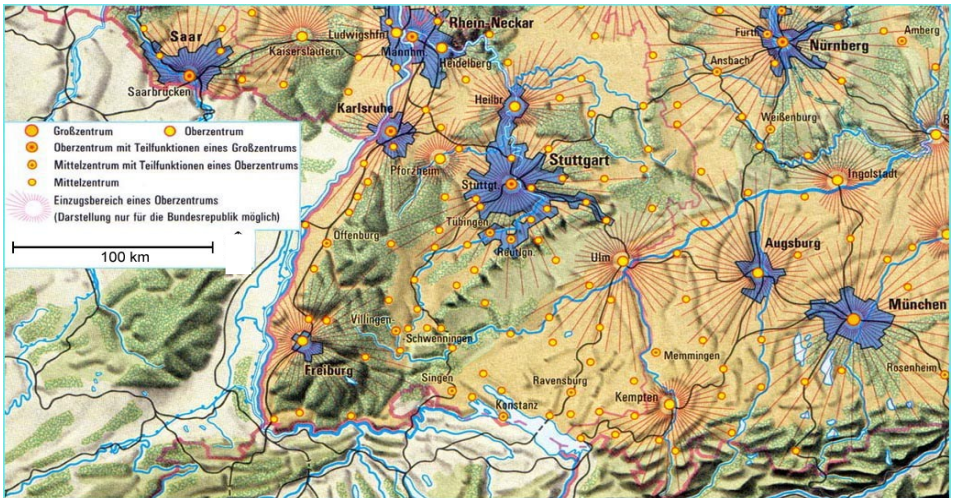 Saar
Kaiserslautern
Saarbrücken
Ludwigshfn.
Mannhm.
Rhein-Neckar
Heidelberg
Fürth
Nürnberg
Amberg
Ansbach
Karlsruhe
Heilbr.
Weißenburg
Großzentrum
Oberzentrum
Oberzentrum mit Teilfunktionen eines Großzentrums
Mittelzentrum mit Teilfunktionen eines Oberzentrums
Mittelzentrum
Einzugsbereich eines Oberzentrums
(Darstellung nur für die Bundesrepublik möglich)
100 km
Pforzheim
Stuttgart
Stuttgt.
Ingolstadt
R
Tübingen
Reutlgn.
Offenburg
Ulm
Augsburg
München
Villingen-
Schwenningen
Freiburg
Memmingen
Rosenheim
Singen
Ravensburg
Konstanz
Kempten